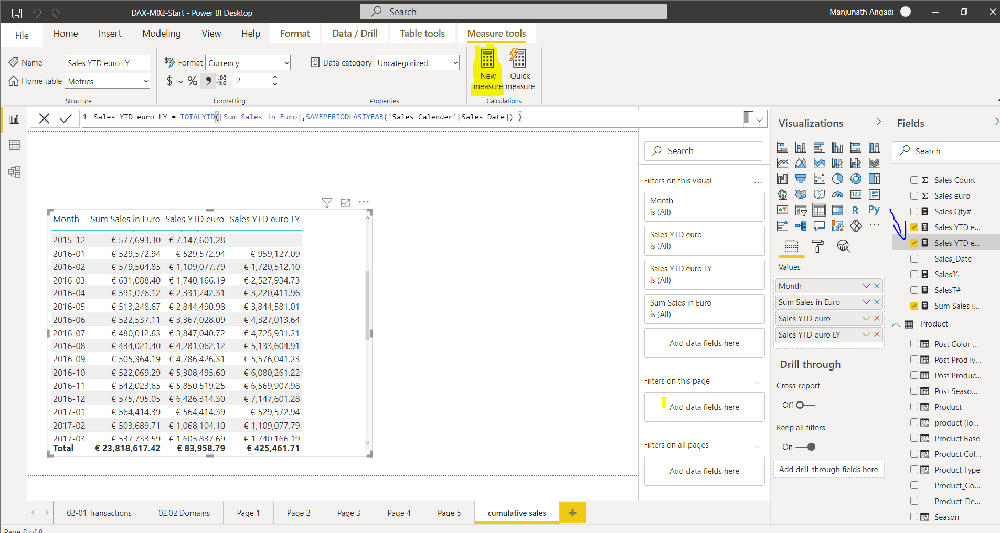 DAX-M02-Start - Power BI Desktop
Search
Manjunath Angadi
File
Home
Insert
Modeling
View
Help
Format
Data / Drill
Table tools
Measure tools
Name
Sales YTD euro LY
Home table
Metrics
Structure
Format
Currency
$ % 9 .00 →.0
2
Formatting
Data category
Uncategorized
Properties
New measure
Quick measure
Calculations
1 Sales YTD euro LY = TOTALYTD([Sum Sales in Euro],SAMEPERIODLASTYEAR('Sales Calender'[Sales_Date]) )
Month Sum Sales in Euro Sales YTD euro Sales YTD euro LY
2015-12 € 577,693.30 € 7,147,601.28
2016-01 € 529,572.94 € 529,572.94 € 959,127.09
2016-02 € 579,504.85 € 1,109,077.79 € 1,720,512.10
2016-03 € 631,088.40 € 1,740,166.19 € 2,527,934.73
2016-04 € 591,076.12 € 2,331,242.31 € 3,220,411.96
2016-05 € 513,248.67 € 2,844,490.98 € 3,844,581.01
2016-06 € 522,537.11 € 3,367,028.09 € 4,327,013.64
2016-07 € 480,012.63 € 3,847,040.72 € 4,725,931.21
2016-08 € 434,021.40 € 4,281,062.12 € 5,133,604.91
2016-09 € 505,364.19 € 4,786,426.31 € 5,576,041.23
2016-10 € 522,069.29 € 5,308,495.60 € 6,080,261.22
2016-11 € 542,023.65 € 5,850,519.25 € 6,569,907.98
2016-12 € 575,795.05 € 6,426,314.30 € 7,147,601.28
2017-01 € 564,414.39 € 564,414.39 € 529,572.94
2017-02 € 503,689.71 € 1,068,104.10 € 1,109,077.79
2017-03 € 537,733.59 € 1,605,837.69 € 1,740,166.19
Total € 23,818,617.42 € 83,958.79 € 425,461.71
Search
Filters on this visual ...
Month
is (All)
Sales YTD euro
is (All)
Sales YTD euro LY
is (All)
Sum Sales in Euro
is (All)
Add data fields here
Filters on this page ...
Add data fields here
Filters on all pages ...
Add data fields here
Visualizations
123
R
Py
...
Values
Month
Sum Sales in Euro
Sales YTD euro
Sales YTD euro LY
Drill through
Cross-report
Off
Keep all filters
On
Add drill-through fields here
Fields
Search
Sales Count
Sales euro
Sales Qty#
Sales YTD e...
Sales YTD e...
Sales_Date
Sales%
SalesT#
Sum Sales i...
Product
Post Color ...
Post ProdTy...
Post Produc...
Post Seaso...
Product
product (lo...
Product Base
Product Col...
Product Type
Product_Co...
Product_De...
Season
02-01 Transactions
02.02 Domains
Page 1
Page 2
Page 3
Page 4
Page 5
cumulative sales
+
Page 8 of 8